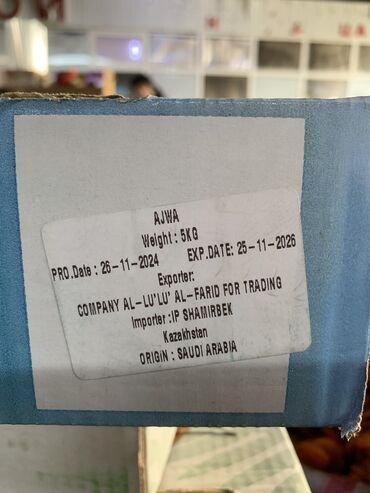 AJWA
Weight : 5KG
PRO.Date : 26-11-2024 EXP.DATE: 25-11-2026
Exporter:
COMPANY AL-LU'LU' AL-FARID FOR TRADING
Importer :IP SHAMIRBEK
Kazakhstan
ORIGIN : SAUDI ARABIA